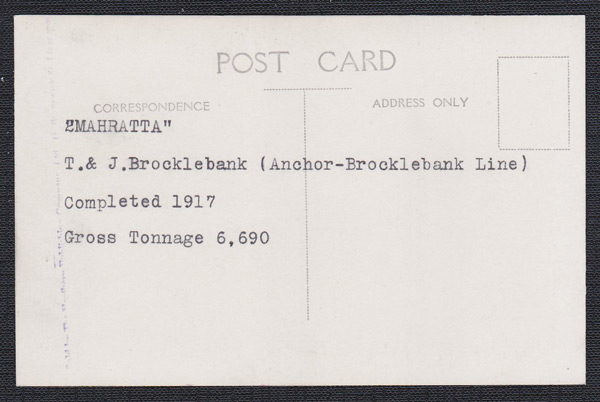 POST CARD
CORRESPONDENCE
ADDRESS ONLY
2MAHRATTA"
T.& J.Brocklebank (Anchor-Brocklebank Line)
Completed 1917
Gross Tonnage 6,690